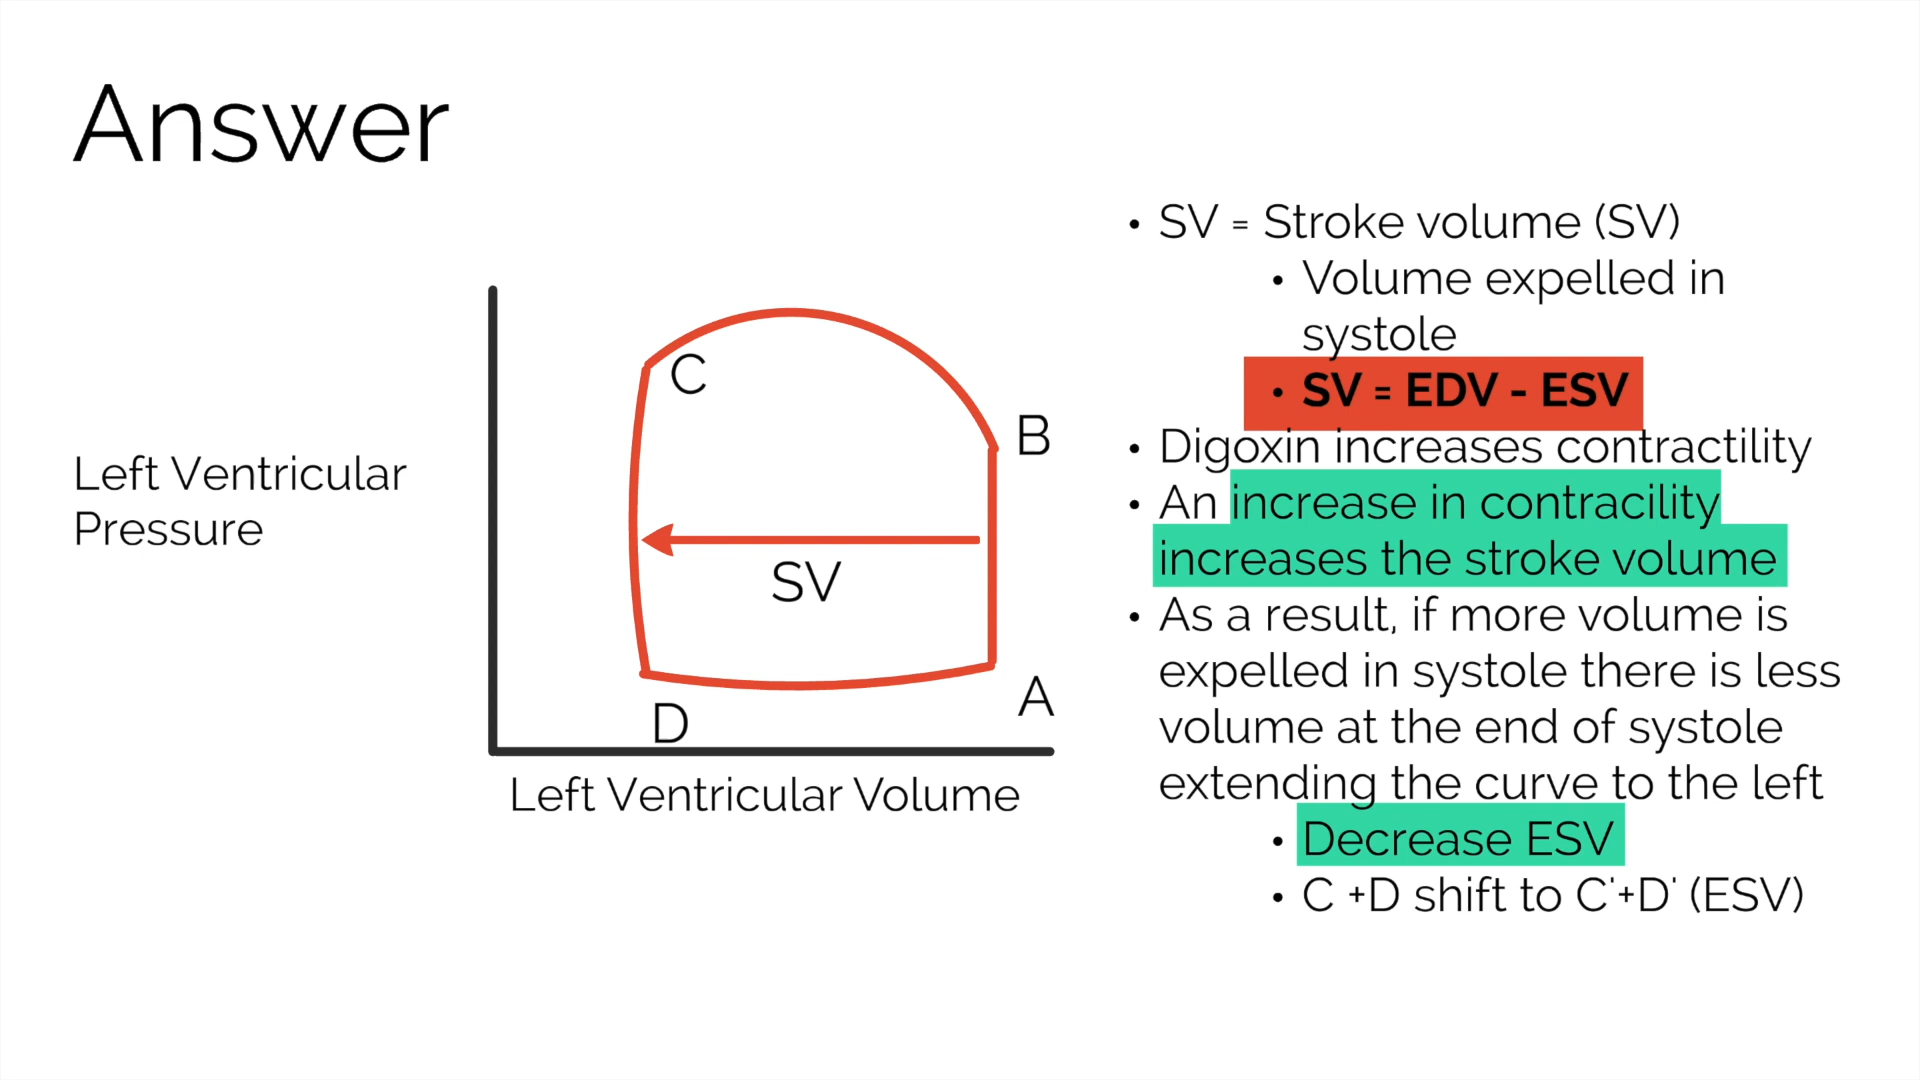 Answer
Left Ventricular
Pressure
C
B
SV
A
D
Left Ventricular Volume
• SV = Stroke volume (SV)
• Volume expelled in
systole
• SV = EDV - ESV
• Digoxin increases contractility
• An increase in contracility
increases the stroke volume
• As a result, if more volume is
expelled in systole there is less
volume at the end of systole
extending the curve to the left
• Decrease ESV
• C +D shift to C'+D' (ESV)